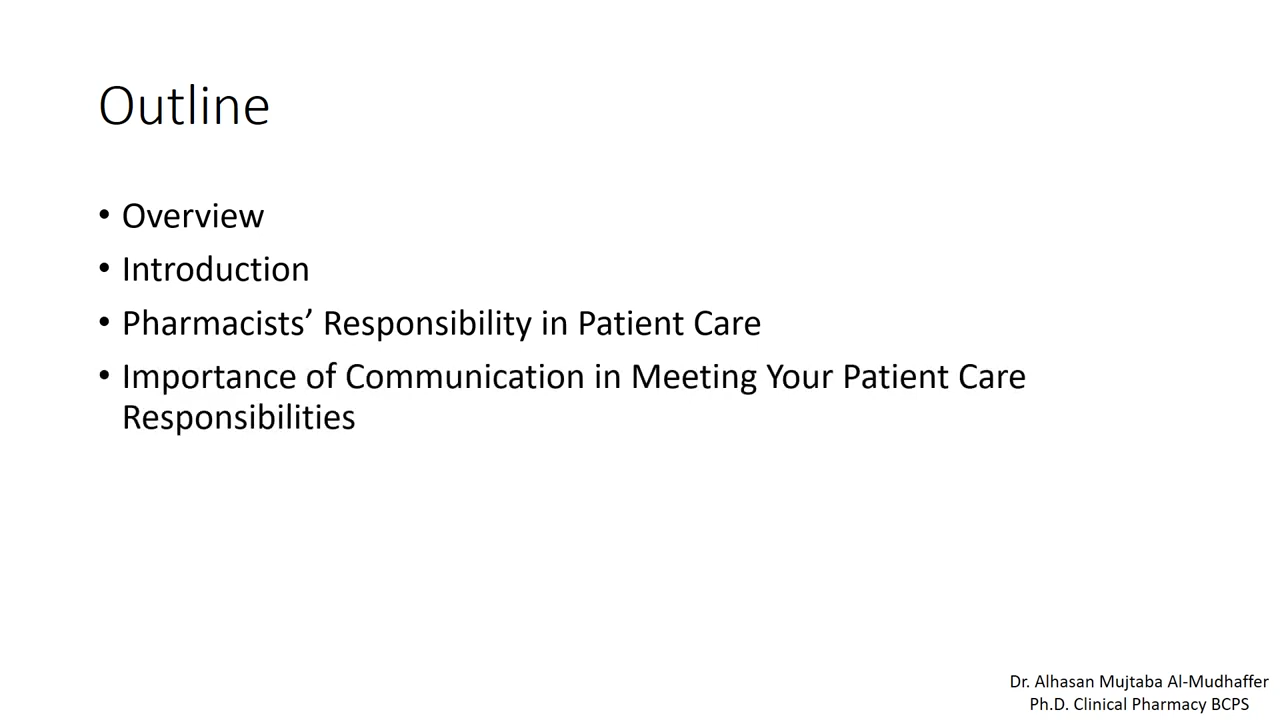 Outline
• Overview
• Introduction
• Pharmacists’ Responsibility in Patient Care
• Importance of Communication in Meeting Your Patient Care
Responsibilities
Dr. Alhasan Mujtaba Al-Mudhaffer
Ph.D. Clinical Pharmacy BCPS